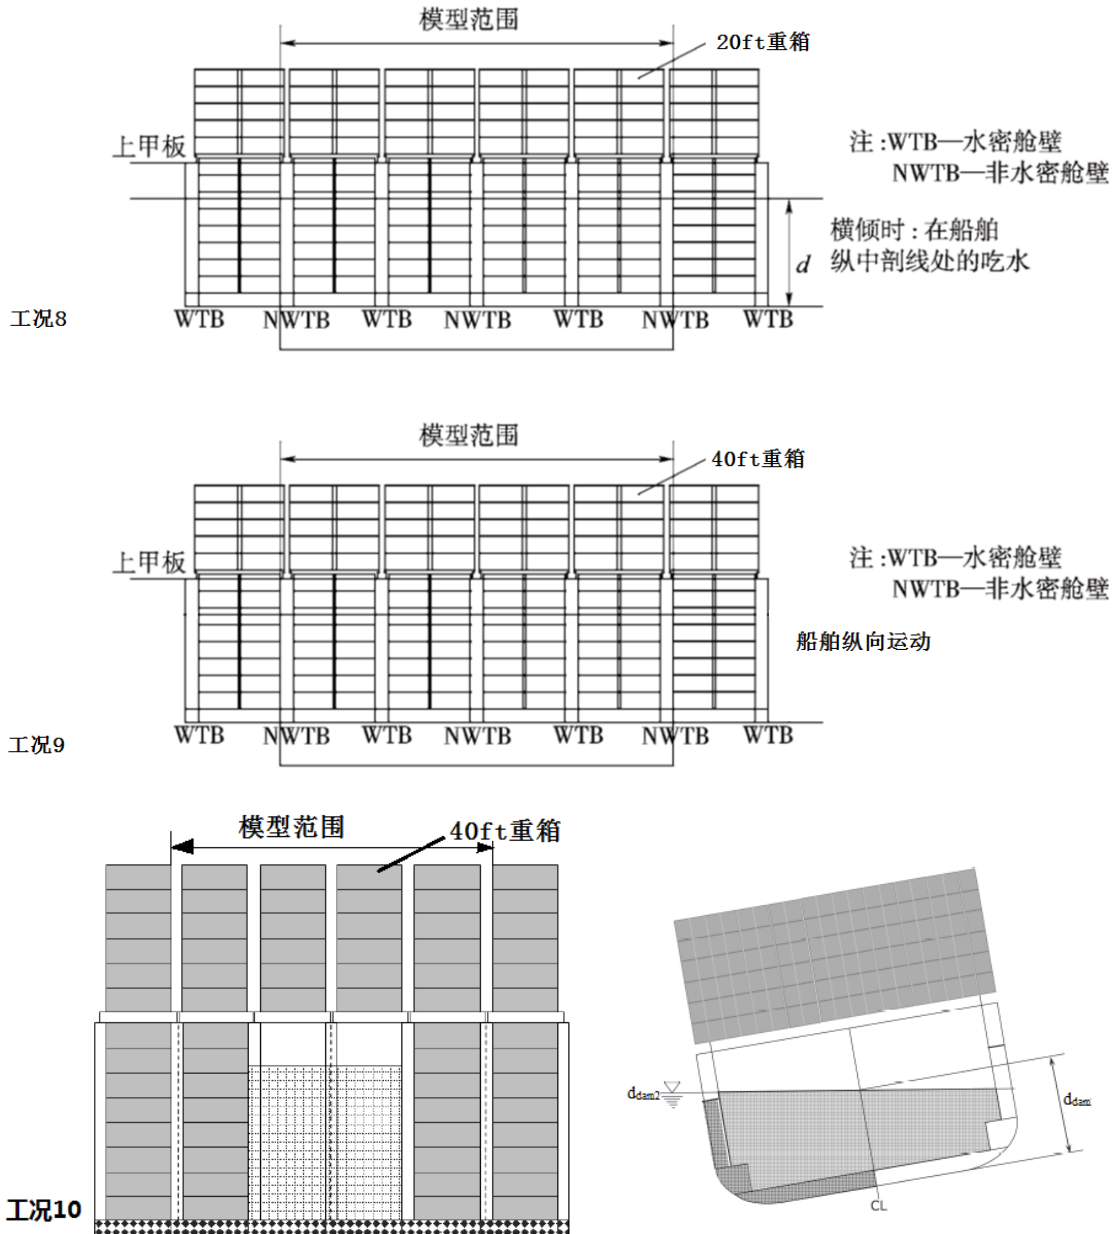 模型范围
20ft重箱
上甲板
注:WTB—水密舱壁
NWTB—非水密舱壁
横倾时:在船舶
d 纵中剖线处的吃水
工况8
WTB NWTB WTB NWTB WTB NWTB WTB
模型范围
40ft重箱
上甲板
注:WTB—水密舱壁
NWTB—非水密舱壁
船舶纵向运动
工况9
WTB NWTB WTB NWTB WTB NWTB WTB
模型范围
40ft重箱
工况10
ddam2
ddam
CL